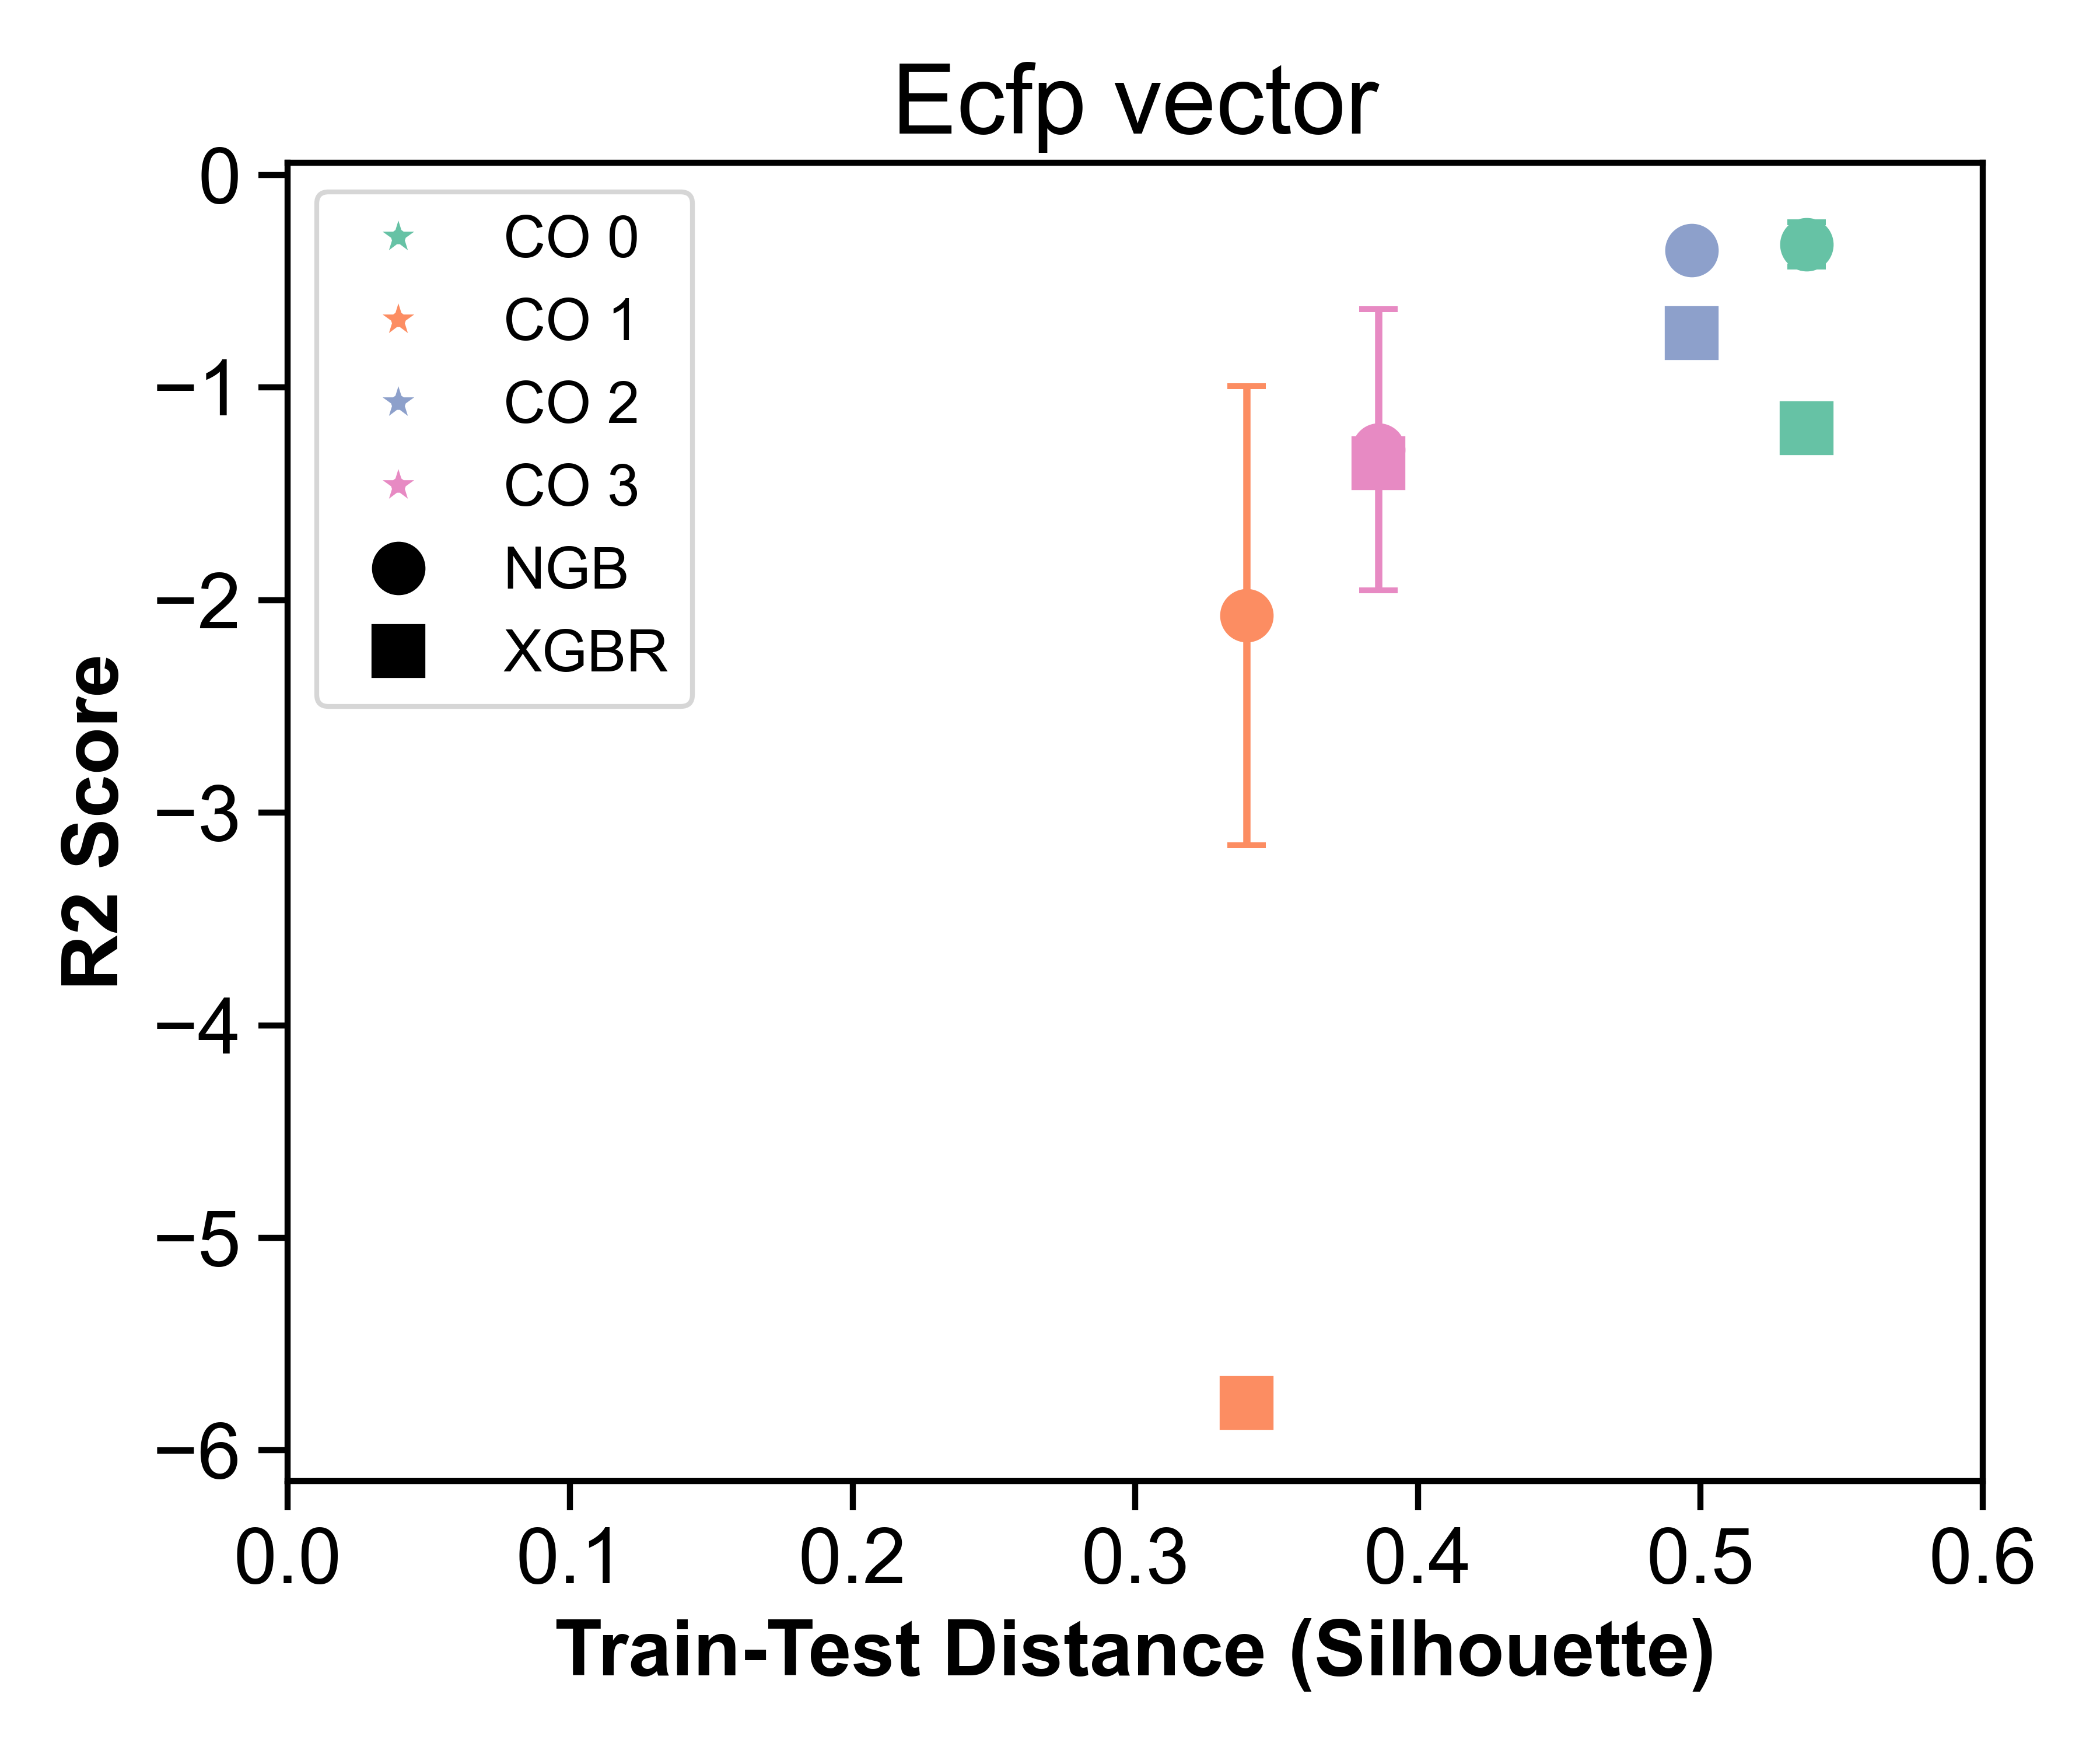 Ecfp vector
0
−1
−2
−3
−4
−5
−6
R2 Score
CO 0
CO 1
CO 2
CO 3
NGB
XGBR
0.0
0.1
0.2
0.3
0.4
0.5
0.6
Train-Test Distance (Silhouette)